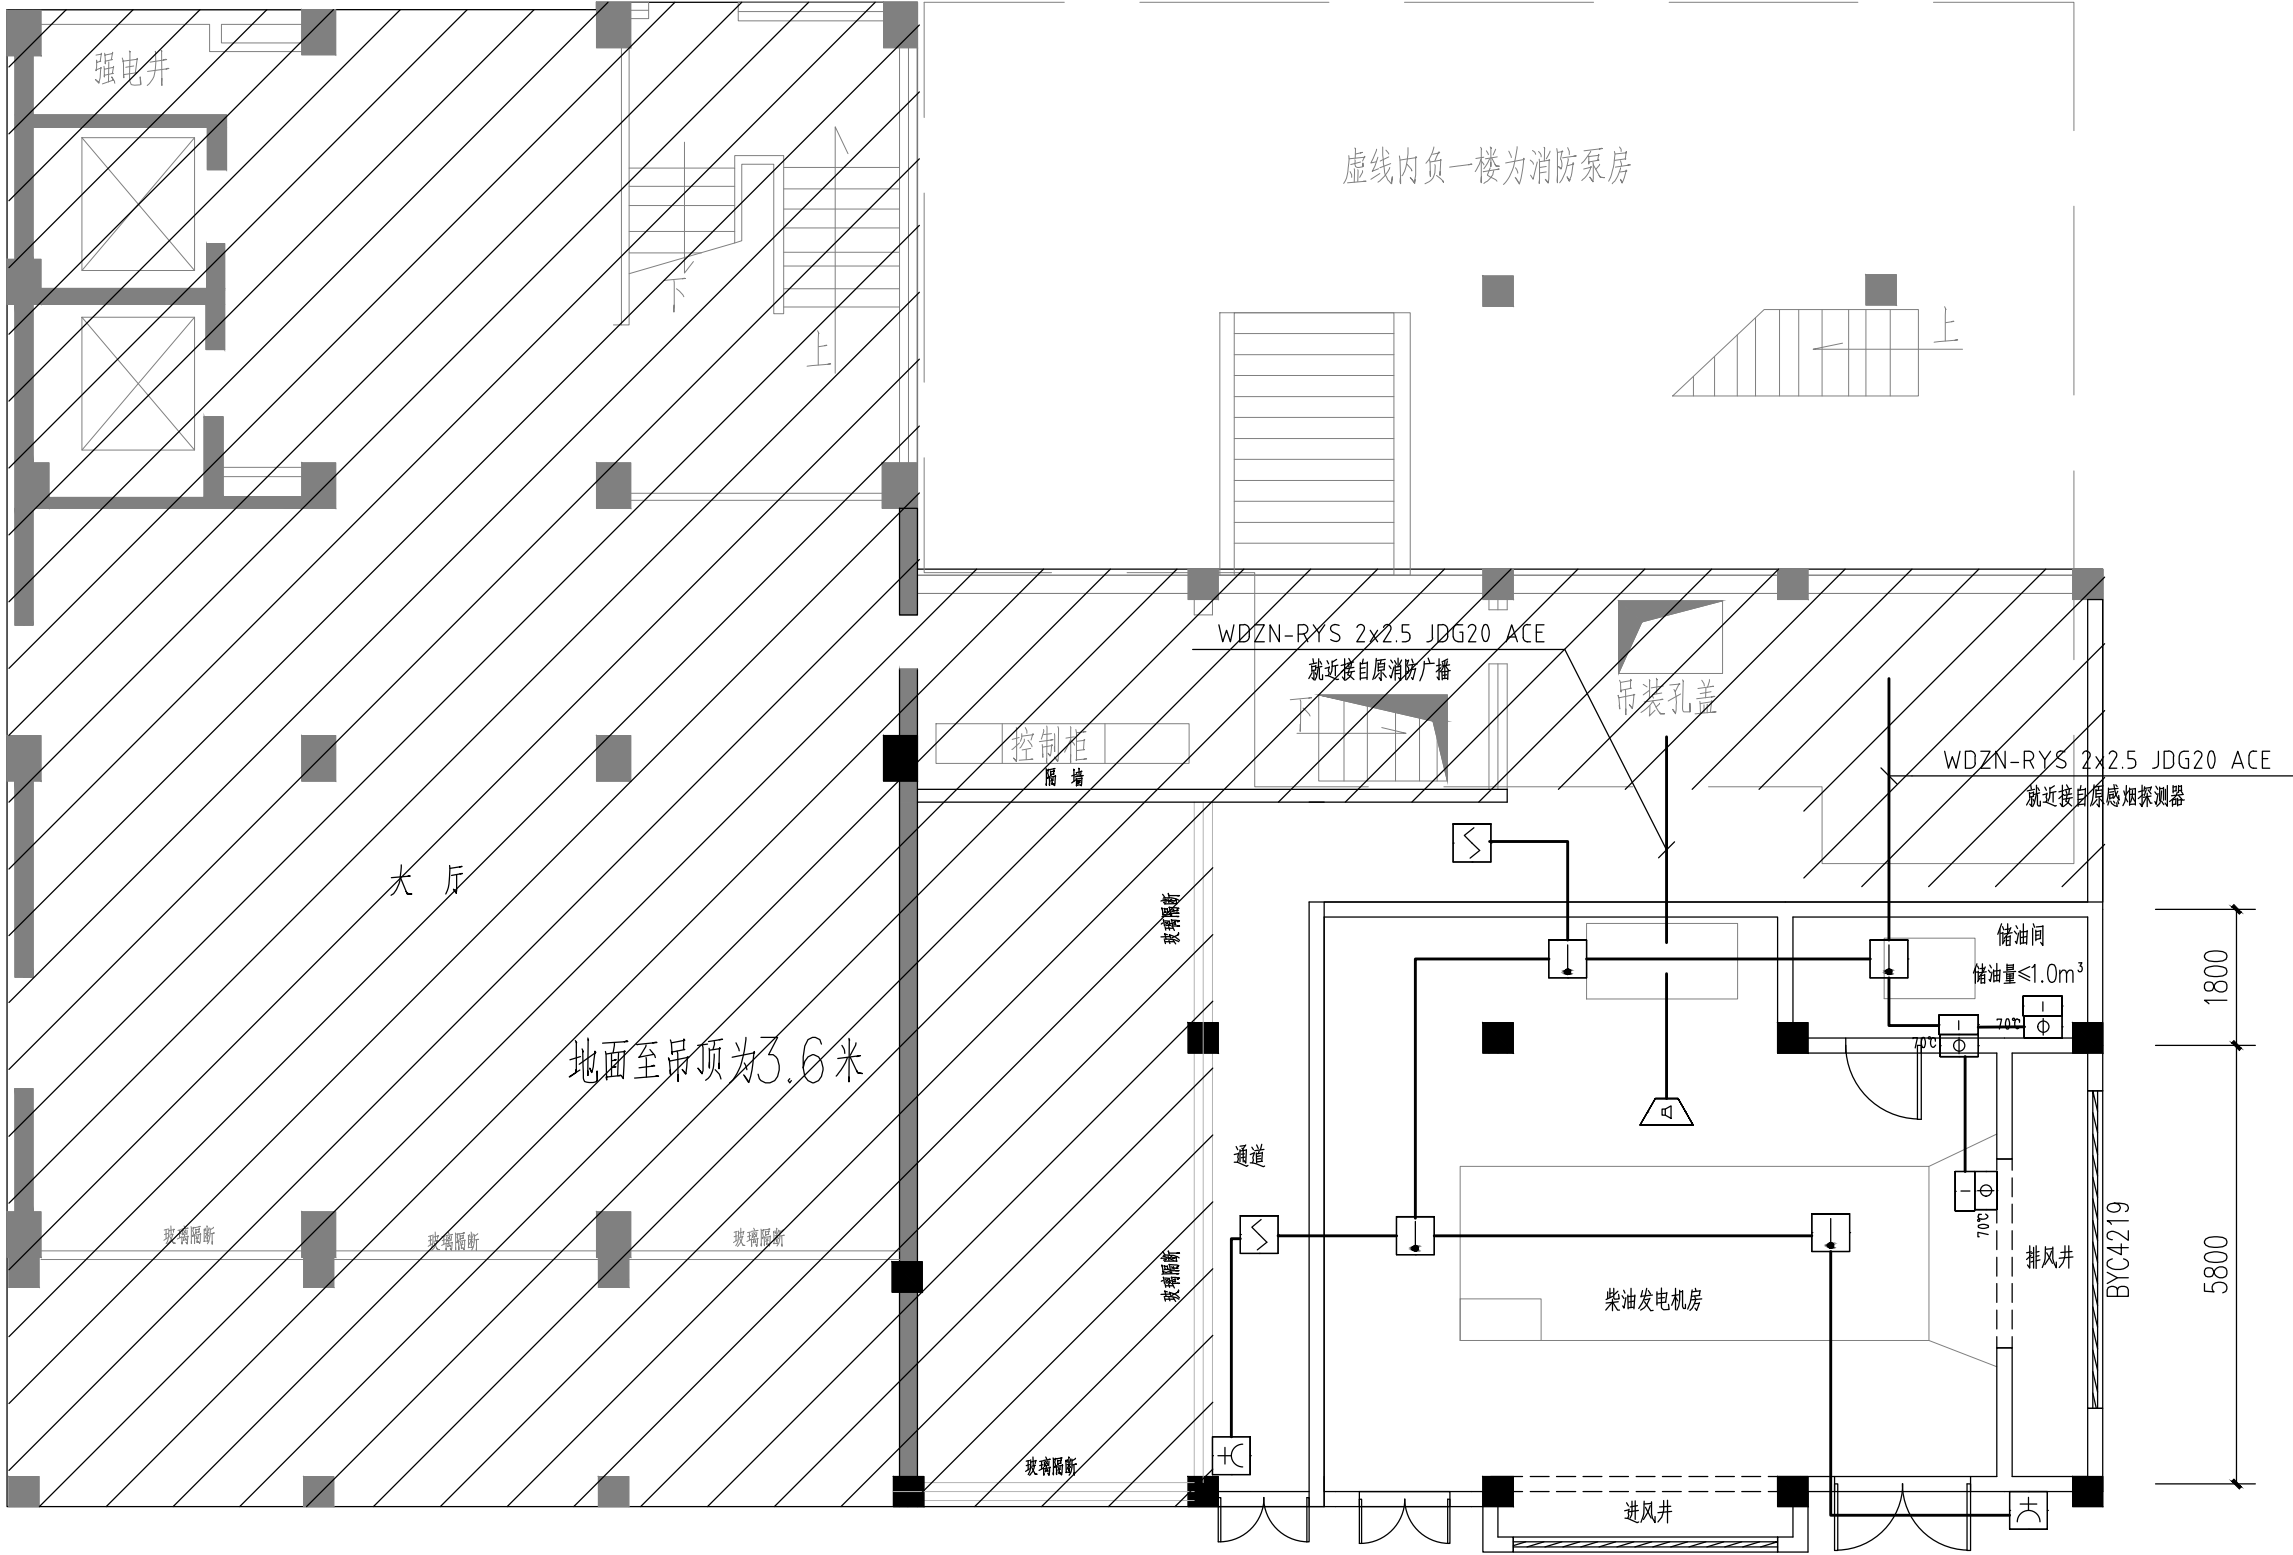 强电井
虚线内负一楼为消防泵房
下
上
上
WDZN-RYS 2x2.5 JDG20 ACE
就近接自原消防广播
吊装孔盖
下
控制柜
隔 墙
WDZN-RYS 2x2.5 JDG20 ACE
就近接自原感烟探测器
大 厅
玻璃隔断
储油间
储油量≤1.0m³
1800
70℃
70℃
地面至吊顶为3.6米
通道
70℃
玻璃隔断
玻璃隔断
玻璃隔断
玻璃隔断
BYC4219
5800
排风井
柴油发电机房
玻璃隔断
进风井